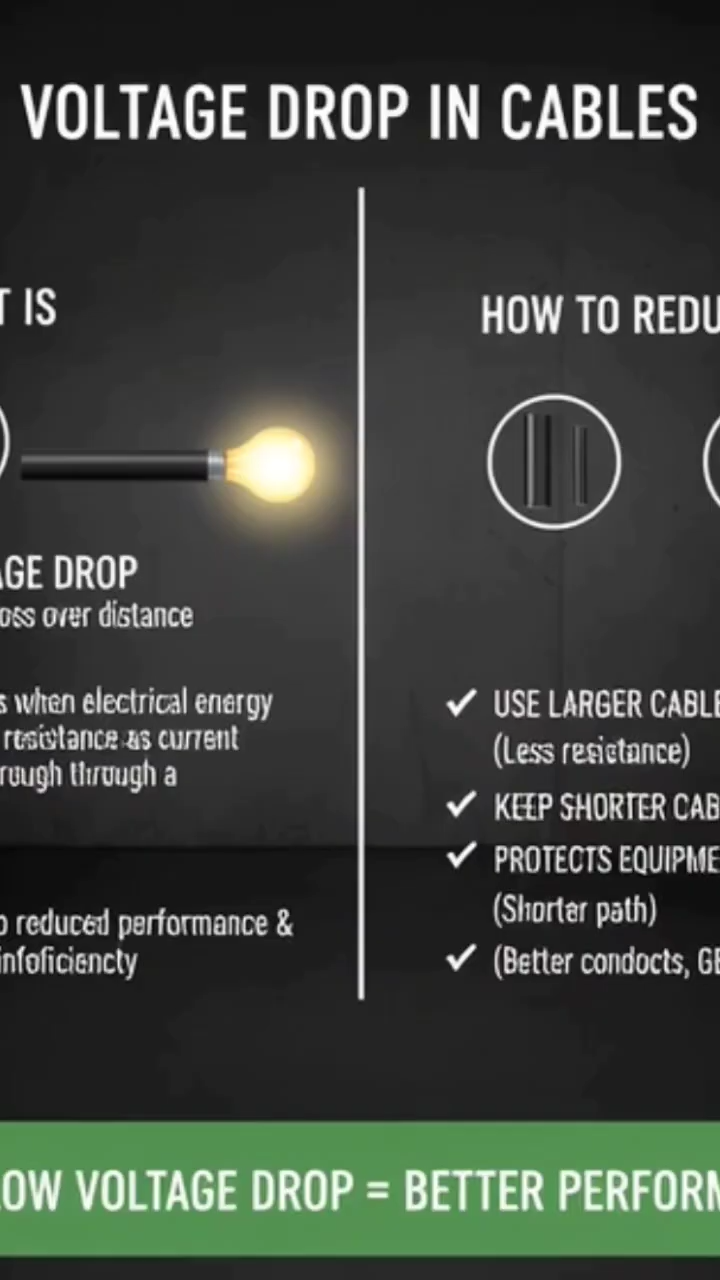 VOLTAGE DROP IN CABLES
T IS
AGE DROP
oss over distance
s when electrical energy
resistance as current
rough through a
o reduced performance &
infoficiencty
HOW TO REDU
USE LARGER CABLE
(Less resistance)
KEEP SHORTER CAB
PROTECTS EQUIPME
(Shorter path)
(Better condocts, GE
LOW VOLTAGE DROP = BETTER PERFORM